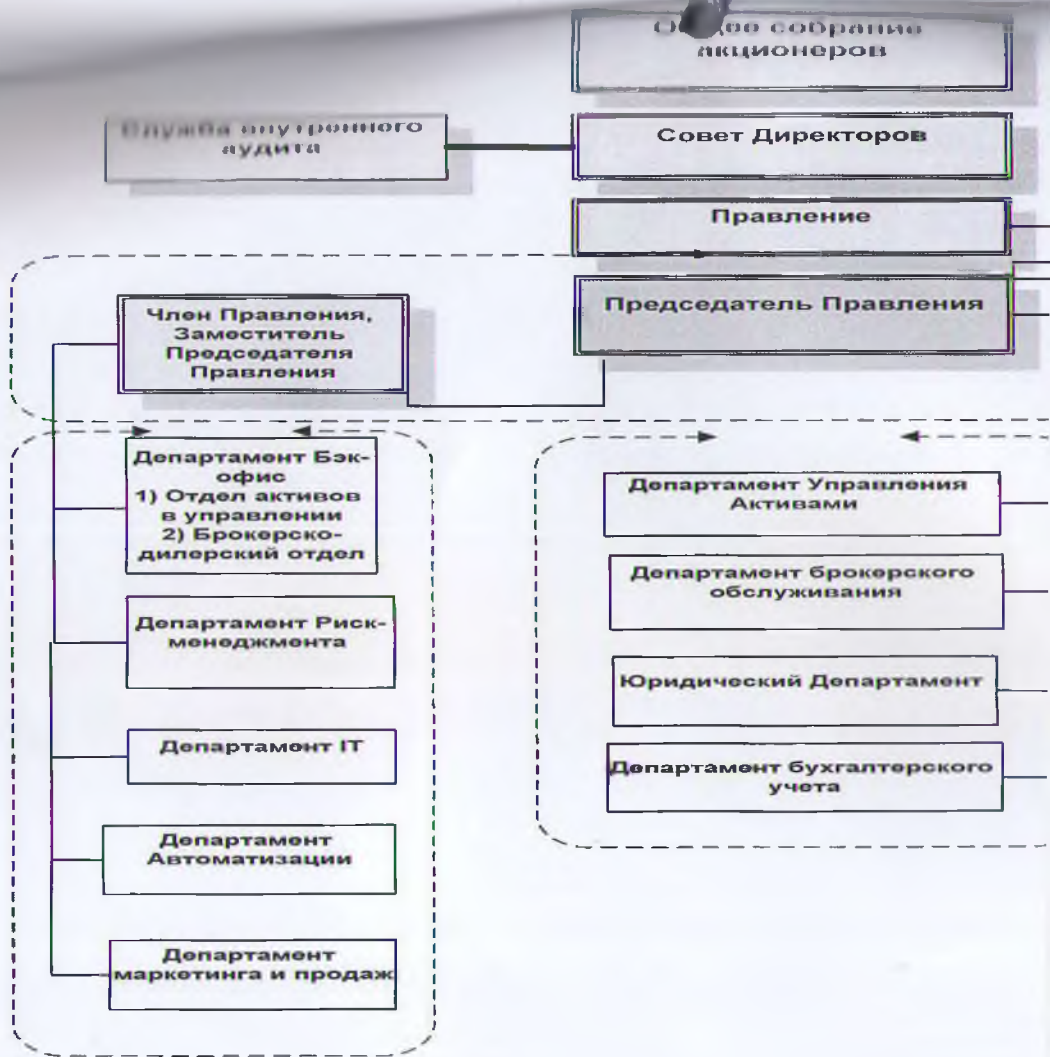 Общее собрание
акционеров
Служба внутреннего
аудита
Совет Директоров
Правление
Председатель Правления
Член Правления,
Заместитель
Председателя
Правления
Департамент Бэк-
офис
1) Отдел активов
в управлении
2) Брокерско-
дилерский отдел
Департамент Риск-
менеджмента
Департамент IT
Департамент
Автоматизации
Департамент
маркетинга и продаж
Департамент Управления
Активами
Департамент брокерского
обслуживания
Юридический Департамент
Департамент бухгалтерского
учета